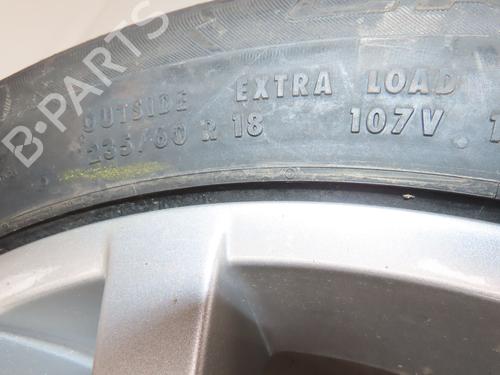 B-PARTS
OUTSIDE EXTRA LOAD
235/60 R 18 107V